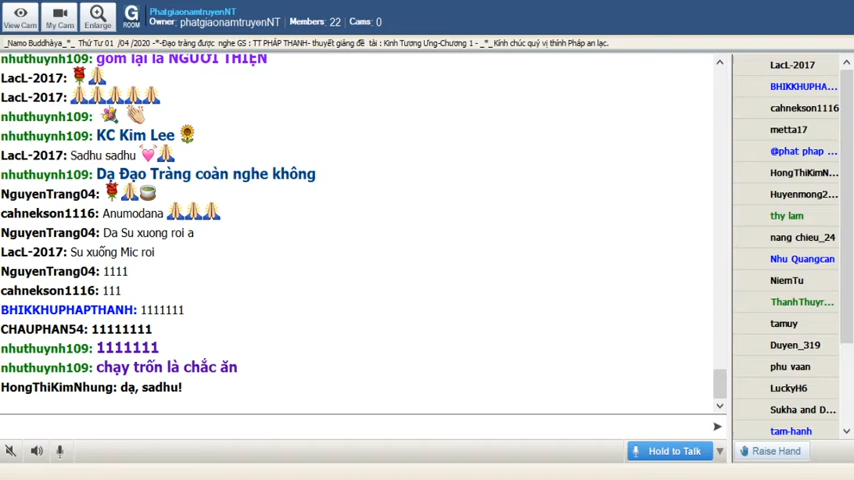 View Cam
My Cam
Enlarge
G
ROOM
PhatgiaonamtruyenNT
Owner: phatgiaonamtruyenNT | Members: 22 | Cams: 0
_Namo Buddhàya_*_ Thứ Tư 01 /04 /2020 -*-Đạo tràng được nghe GS : TT PHÁP THANH- thuyết giảng đề tài : Kinh Tương Ưng-Chương 1 - _*_ Kính chúc quý vị thính Pháp an lạc.
nhuthuynh109: gom lại là NGƯỜI THIỆN
LacL-2017: 🌹🙏
LacL-2017: 🙏🙏🙏🙏🙏
nhuthuynh109: 💐 👏
nhuthuynh109: KC Kim Lee 🌻
LacL-2017: Sadhu sadhu 💓🙏
nhuthuynh109: Dạ Đạo Tràng coàn nghe không
NguyenTrang04: 🌹🙏🍵
cahnekson1116: Anumodana 🙏🙏🙏
NguyenTrang04: Da Su xuong roi a
LacL-2017: Su xuống Mic roi
NguyenTrang04: 1111
cahnekson1116: 111
BHIKKHUPHAPTHANH: 1111111
CHAUPHAN54: 11111111
nhuthuynh109: 1111111
nhuthuynh109: chạy trốn là chắc ăn
HongThiKimNhung: dạ, sadhu!
LacL-2017
BHIKKHUPHA...
cahnekson1116
metta17
@phat phap ...
HongThiKimN...
Huyenmong2...
thy lam
nang chieu_24
Nhu Quangcan
NiemTu
ThanhThuyr...
tamuy
Duyen_319
phu vaan
LuckyH6
Sukha and D...
tam-hanh
Hold to Talk
Raise Hand